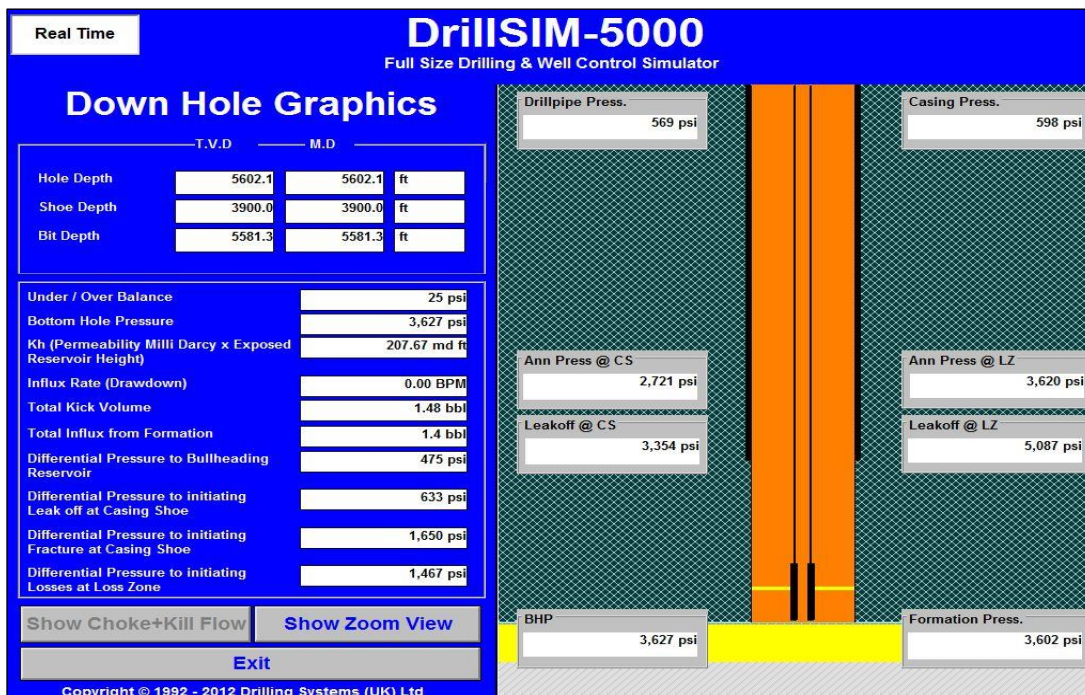 Real Time
DrillSIM-5000
Full Size Drilling & Well Control Simulator
Down Hole Graphics
T.V.D M.D
Hole Depth 5602.1 5602.1 ft
Shoe Depth 3900.0 3900.0 ft
Bit Depth 5581.3 5581.3 ft
Under / Over Balance 25 psi
Bottom Hole Pressure 3,627 psi
Kh (Permeability Milli Darcy x Exposed
Reservoir Height) 207.67 md ft
Influx Rate (Drawdown) 0.00 BPM
Total Kick Volume 1.48 bbl
Total Influx from Formation 1.4 bbl
Differential Pressure to Bullheading
Reservoir 475 psi
Differential Pressure to initiating
Leak off at Casing Shoe 633 psi
Differential Pressure to initiating
Fracture at Casing Shoe 1,650 psi
Differential Pressure to initiating
Losses at Loss Zone 1,467 psi
Show Choke+Kill Flow Show Zoom View
Exit
Copyright © 1992 - 2012 Drilling Systems (UK) Ltd
Drillpipe Press.
569 psi
Casing Press.
598 psi
Ann Press @ CS
2,721 psi
Ann Press @ LZ
3,620 psi
Leakoff @ CS
3,354 psi
Leakoff @ LZ
5,087 psi
BHP
3,627 psi
Formation Press.
3,602 psi